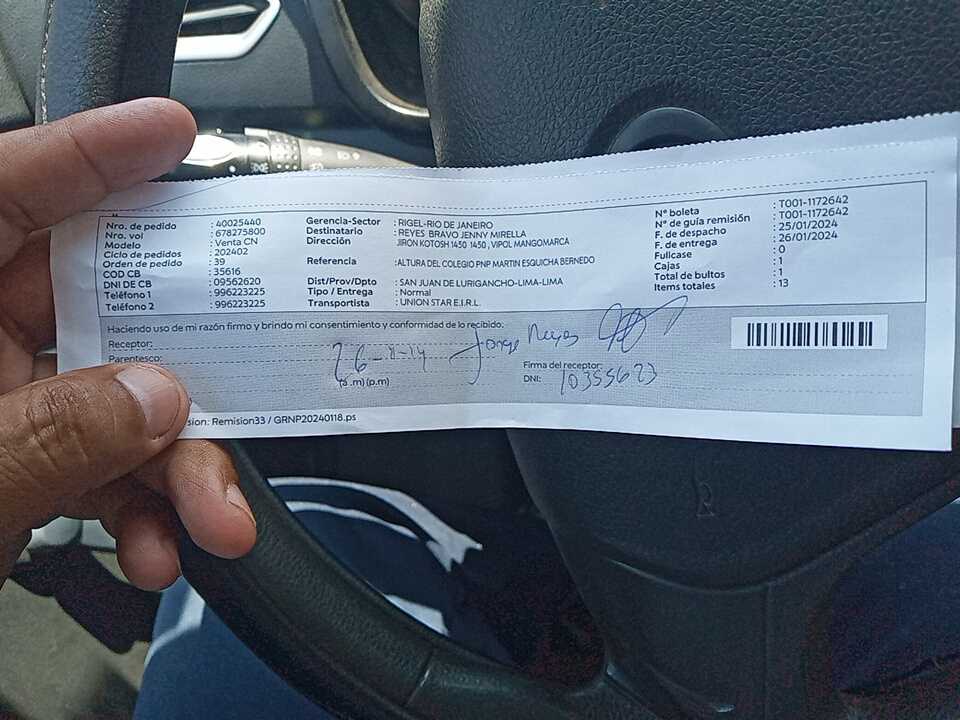 Nro. de pedido : 40025440
Nro. vol : 678275800
Modelo : Venta CN
Ciclo de pedidos : 202402
Orden de pedido : 39
COD CB : 35616
DNI DE CB : 09562620
Teléfono 1 : 996223225
Teléfono 2 : 996223225
Gerencia-Sector : RIGEL-RIO DE JANEIRO
Destinatario : REYES BRAVO JENNY MIRELLA
Dirección JIRON KOTOSH 1450 1450 , VIPOL MANGOMARCA
Referencia : ALTURA DEL COLEGIO PNP MARTIN ESQUICHA BERNEDO
Dist/Prov/Dpto : SAN JUAN DE LURIGANCHO-LIMA-LIMA
Tipo / Entrega : Normal
Transportista : UNION STAR E.I.R.L.
N° boleta : T001-1172642
N° de guía remisión : T001-1172642
F. de despacho : 25/01/2024
F. de entrega : 26/01/2024
Fullcase : 0
Cajas : 1
Total de bultos : 1
Items totales : 13
Haciendo uso de mi razón firmo y brindo mi consentimiento y conformidad de lo recibido:
Receptor:
Parentesco:
Jorge Reyes
(a .m) (p.m)
Firma del receptor:
DNI: 10355623
sion: Remision33 / GRNP20240118.ps